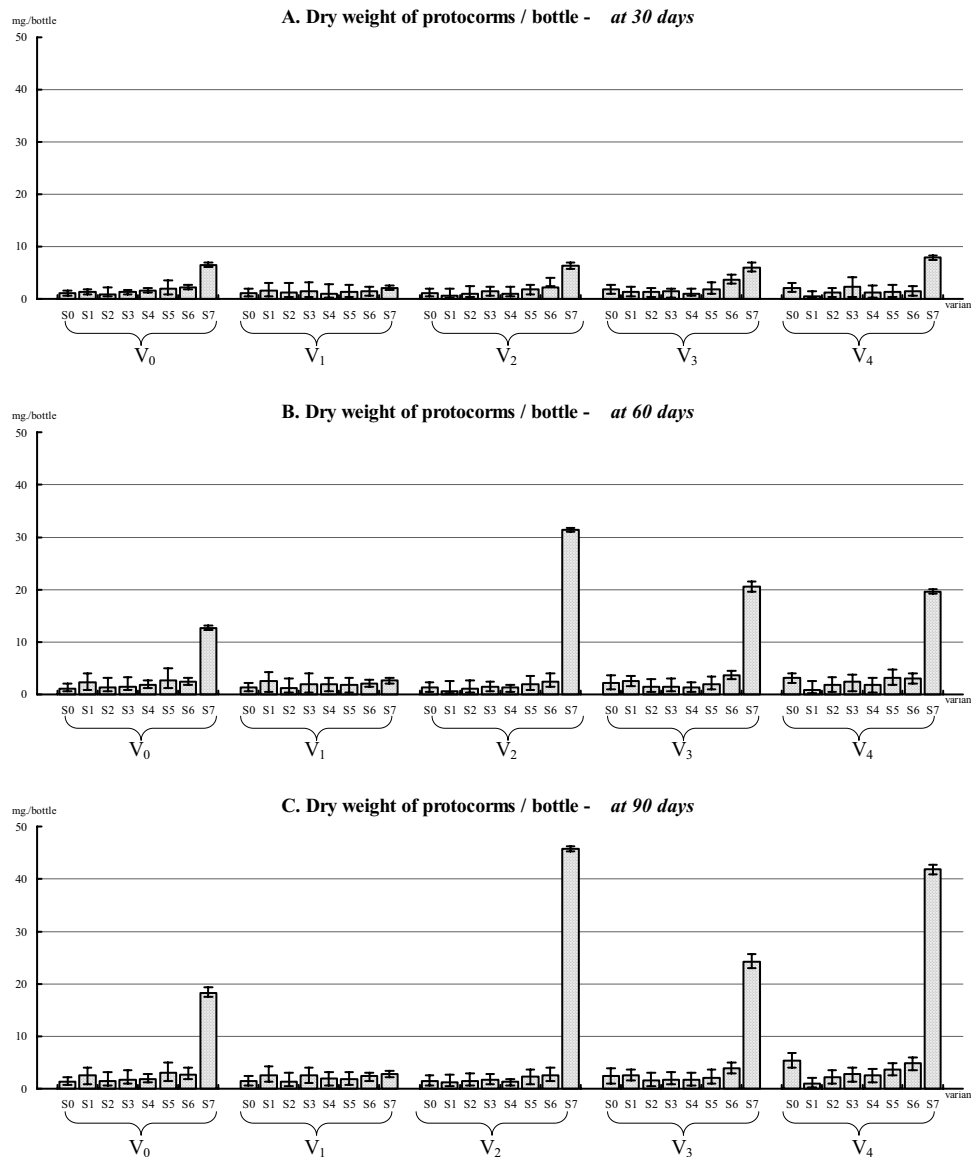 A. Dry weight of protocorms / bottle - at 30 days
mg./bottle
50
40
30
20
10
0
S0 S1 S2 S3 S4 S5 S6 S7 S0 S1 S2 S3 S4 S5 S6 S7 S0 S1 S2 S3 S4 S5 S6 S7 S0 S1 S2 S3 S4 S5 S6 S7 S0 S1 S2 S3 S4 S5 S6 S7 varian
V0 V1 V2 V3 V4
B. Dry weight of protocorms / bottle - at 60 days
mg./bottle
50
40
30
20
10
0
S0 S1 S2 S3 S4 S5 S6 S7 S0 S1 S2 S3 S4 S5 S6 S7 S0 S1 S2 S3 S4 S5 S6 S7 S0 S1 S2 S3 S4 S5 S6 S7 S0 S1 S2 S3 S4 S5 S6 S7 varian
V0 V1 V2 V3 V4
C. Dry weight of protocorms / bottle - at 90 days
mg./bottle
50
40
30
20
10
0
S0 S1 S2 S3 S4 S5 S6 S7 S0 S1 S2 S3 S4 S5 S6 S7 S0 S1 S2 S3 S4 S5 S6 S7 S0 S1 S2 S3 S4 S5 S6 S7 S0 S1 S2 S3 S4 S5 S6 S7 varian
V0 V1 V2 V3 V4